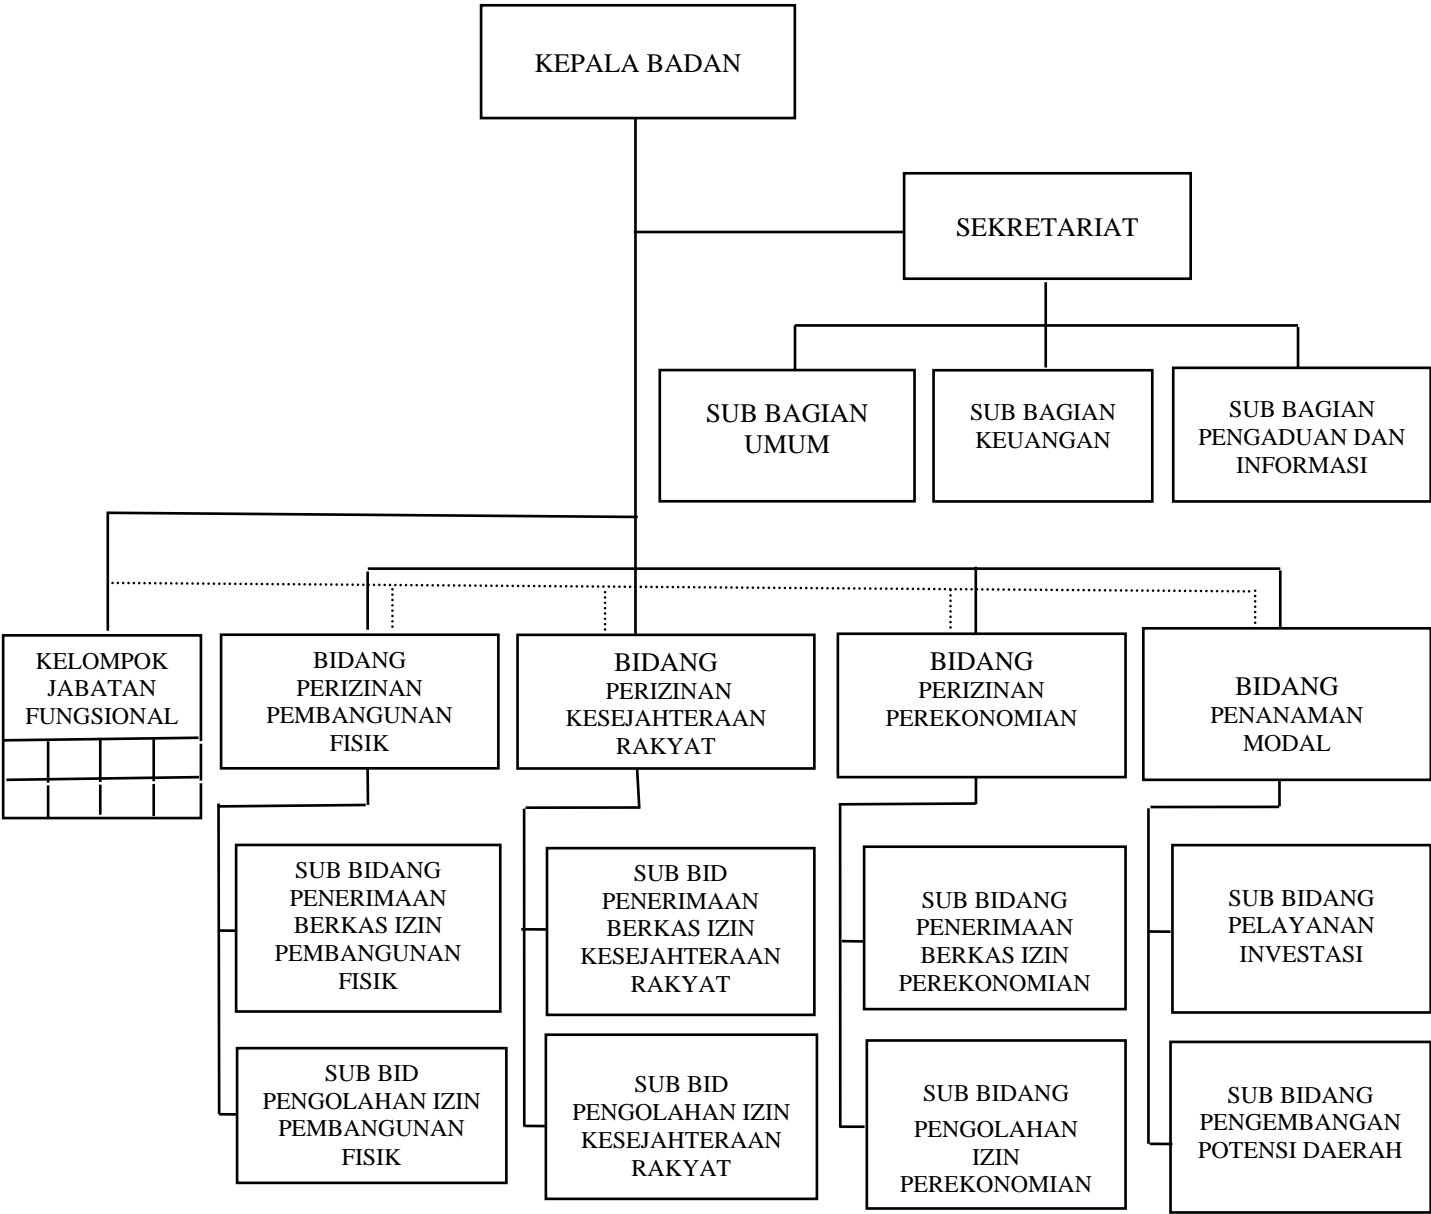 KEPALA BADAN
SEKRETARIAT
SUB BAGIAN
UMUM
SUB BAGIAN
KEUANGAN
SUB BAGIAN
PENGADUAN DAN
INFORMASI
KELOMPOK
JABATAN
FUNGSIONAL
BIDANG
PERIZINAN
PEMBANGUNAN
FISIK
BIDANG
PERIZINAN
KESEJAHTERAAN
RAKYAT
BIDANG
PERIZINAN
PEREKONOMIAN
BIDANG
PENANAMAN
MODAL
SUB BIDANG
PENERIMAAN
BERKAS IZIN
PEMBANGUNAN
FISIK
SUB BID
PENERIMAAN
BERKAS IZIN
KESEJAHTERAAN
RAKYAT
SUB BIDANG
PENERIMAAN
BERKAS IZIN
PEREKONOMIAN
SUB BIDANG
PELAYANAN
INVESTASI
SUB BID
PENGOLAHAN IZIN
PEMBANGUNAN
FISIK
SUB BID
PENGOLAHAN IZIN
KESEJAHTERAAN
RAKYAT
SUB BIDANG
PENGOLAHAN
IZIN
PEREKONOMIAN
SUB BIDANG
PENGEMBANGAN
POTENSI DAERAH